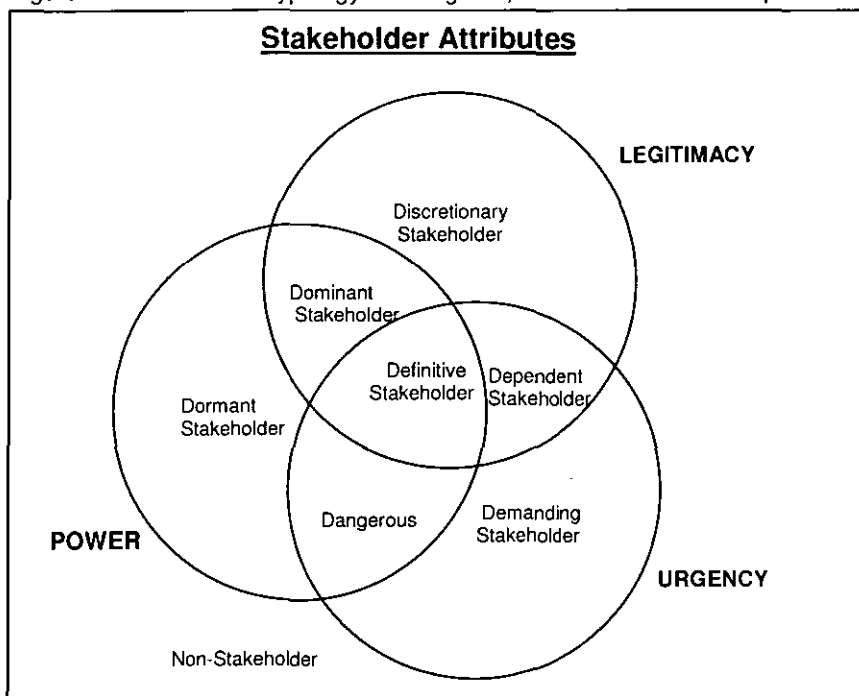 Stakeholder Attributes
LEGITIMACY
Discretionary
Stakeholder
Dominant
Stakeholder
Definitive
Stakeholder
Dependent
Stakeholder
Dormant
Stakeholder
Dangerous
Demanding
Stakeholder
POWER
URGENCY
Non-Stakeholder